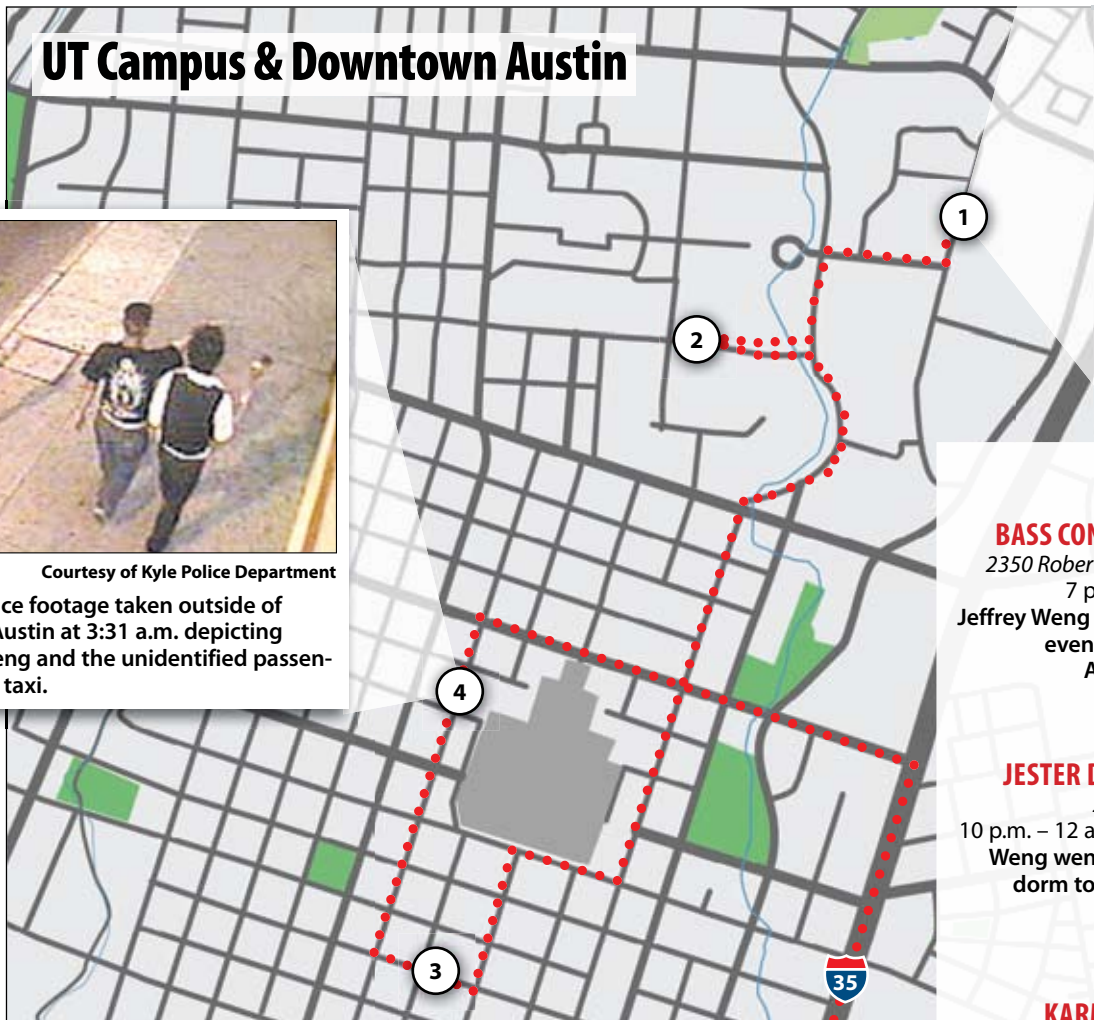 UT Campus & Downtown Austin
1
2
Courtesy of Kyle Police Department
ce footage taken outside of
Austin at 3:31 a.m. depicting
eng and the unidentified passen-
taxi.
4
3
35
BASS CON
2350 Rober
7 p
Jeffrey Weng
even
A
JESTER D
10 p.m. – 12 a
Weng wen
dorm to
KARM